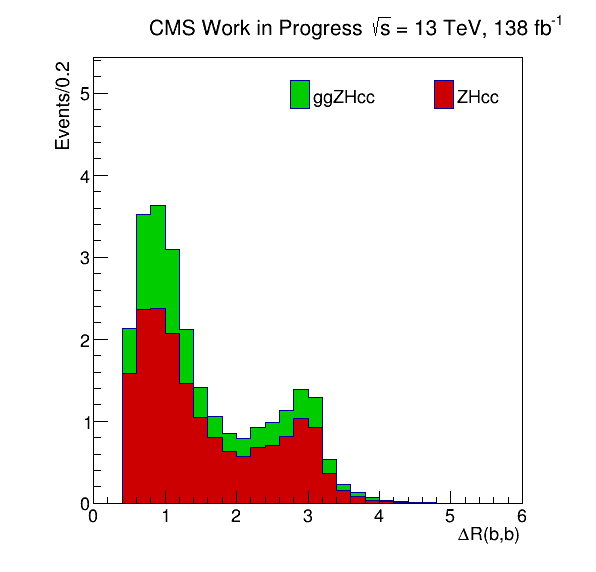 CMS Work in Progress √s = 13 TeV, 138 fb⁻¹
Events/0.2
ggZHcc
ZHcc
5
4
3
2
1
0
0 1 2 3 4 5 6
ΔR(b,b)